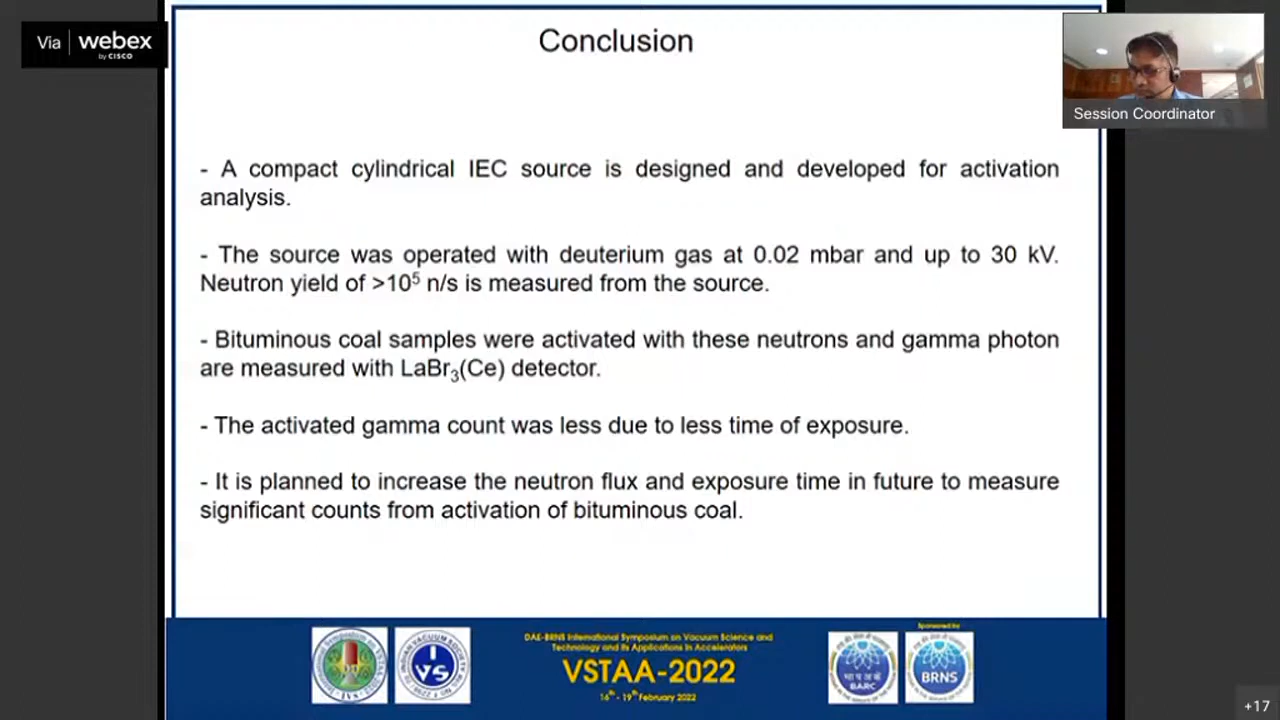 Via webex
by CISCO
Conclusion
Session Coordinator
- A compact cylindrical IEC source is designed and developed for activation
analysis.
- The source was operated with deuterium gas at 0.02 mbar and up to 30 kV.
Neutron yield of >10⁵ n/s is measured from the source.
- Bituminous coal samples were activated with these neutrons and gamma photon
are measured with LaBr₃(Ce) detector.
- The activated gamma count was less due to less time of exposure.
- It is planned to increase the neutron flux and exposure time in future to measure
significant counts from activation of bituminous coal.
DAE-BRNS International Symposium on Vacuum Science and
Technology and its Applications in Accelerators
VSTAA-2022
16th - 19th February 2022
IVS
Sponsored by
BARC
BRNS
+17